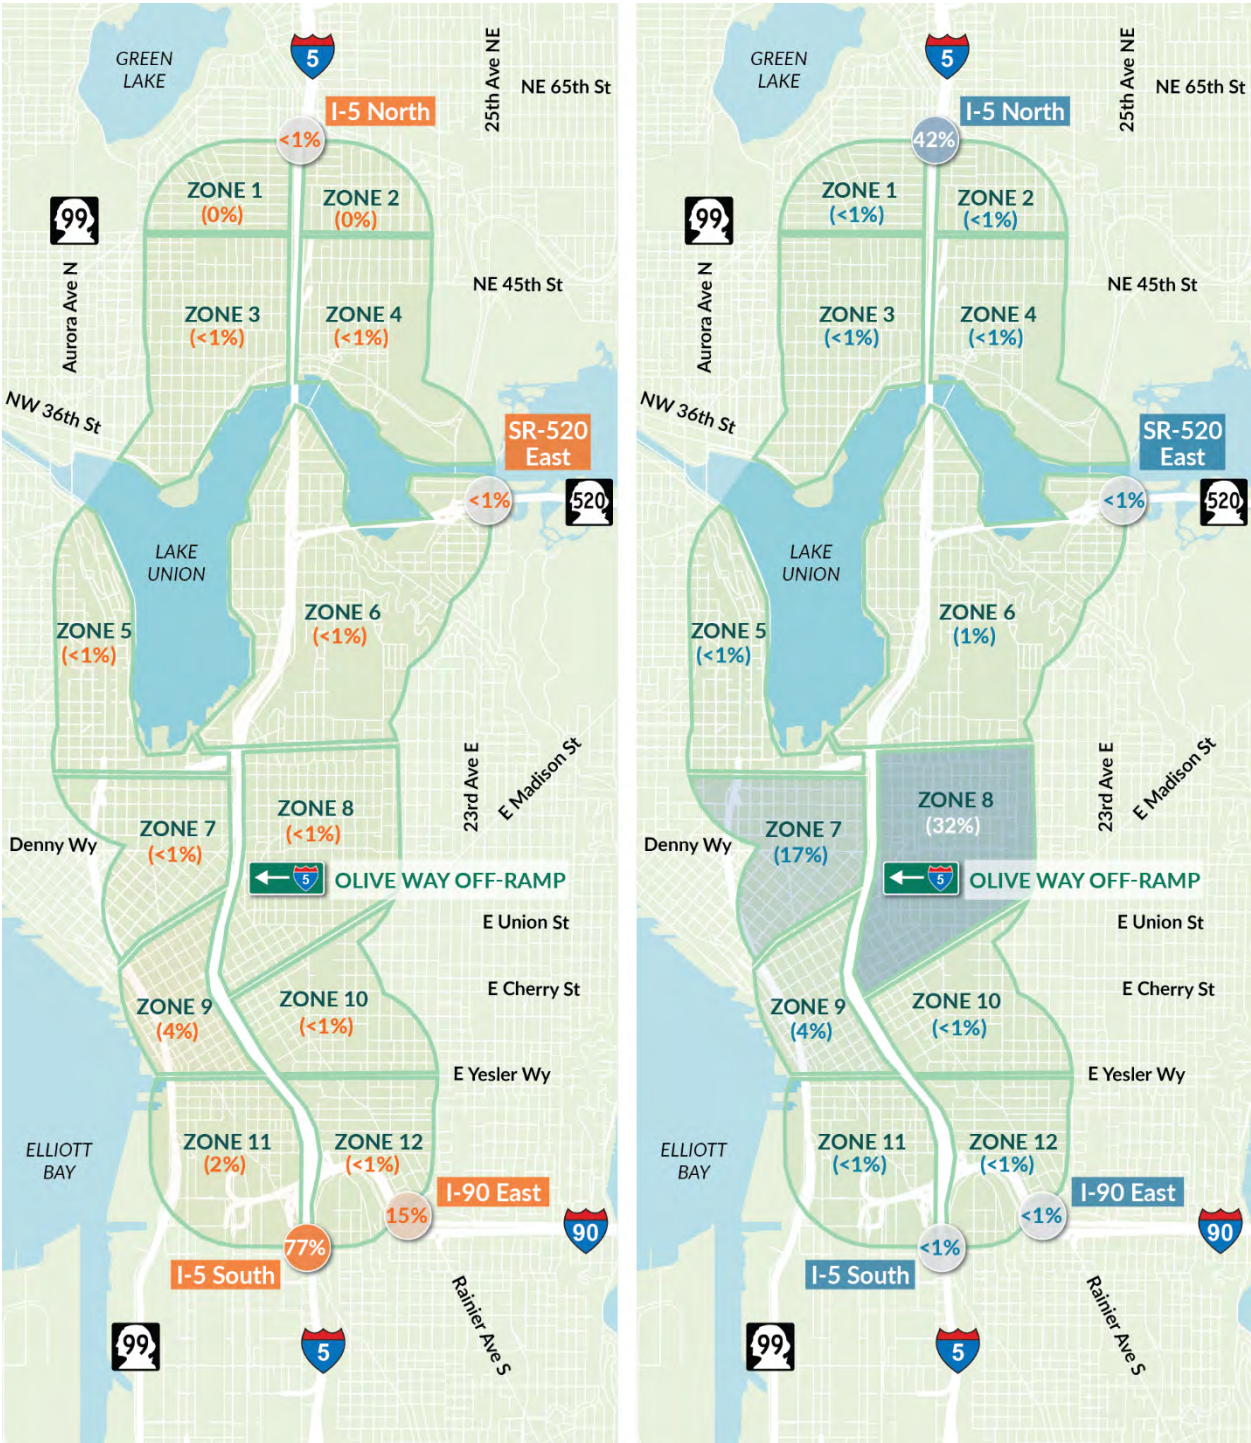 GREEN
LAKE
5
25th Ave NE
NE 65th St
I-5 North
<1%
ZONE 1
(0%)
ZONE 2
(0%)
99
Aurora Ave N
NE 45th St
ZONE 3
(<1%)
ZONE 4
(<1%)
NW 36th St
SR-520
East
<1%
520
LAKE
UNION
ZONE 5
(<1%)
ZONE 6
(<1%)
23rd Ave E
E Madison St
ZONE 7
(<1%)
ZONE 8
(<1%)
Denny Wy
5
OLIVE WAY OFF-RAMP
E Union St
E Cherry St
ZONE 9
(4%)
ZONE 10
(<1%)
E Yesler Wy
ELLIOTT
BAY
ZONE 11
(2%)
ZONE 12
(<1%)
I-90 East
15%
90
77%
I-5 South
Rainier Ave S
99
5
GREEN
LAKE
5
25th Ave NE
NE 65th St
I-5 North
42%
ZONE 1
(<1%)
ZONE 2
(<1%)
99
Aurora Ave N
NE 45th St
ZONE 3
(<1%)
ZONE 4
(<1%)
NW 36th St
SR-520
East
<1%
520
LAKE
UNION
ZONE 5
(<1%)
ZONE 6
(1%)
23rd Ave E
E Madison St
ZONE 7
(17%)
ZONE 8
(32%)
Denny Wy
5
OLIVE WAY OFF-RAMP
E Union St
E Cherry St
ZONE 9
(4%)
ZONE 10
(<1%)
E Yesler Wy
ELLIOTT
BAY
ZONE 11
(<1%)
ZONE 12
(<1%)
I-90 East
<1%
90
<1%
I-5 South
Rainier Ave S
99
5